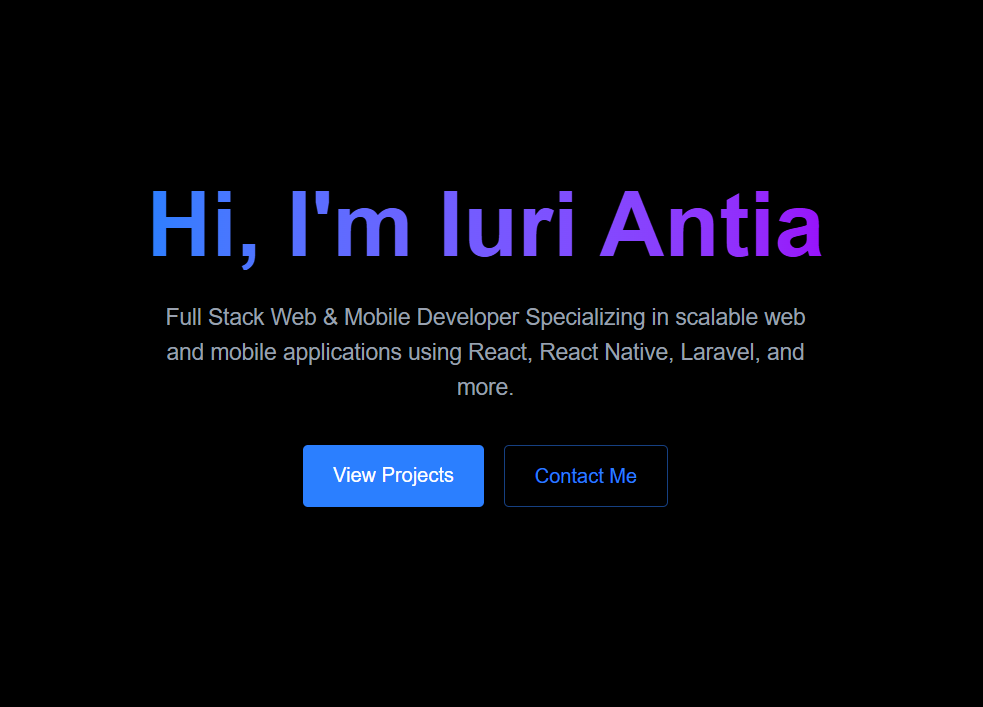 Hi, I'm Iuri Antia
Full Stack Web & Mobile Developer Specializing in scalable web
and mobile applications using React, React Native, Laravel, and
more.
View Projects
Contact Me